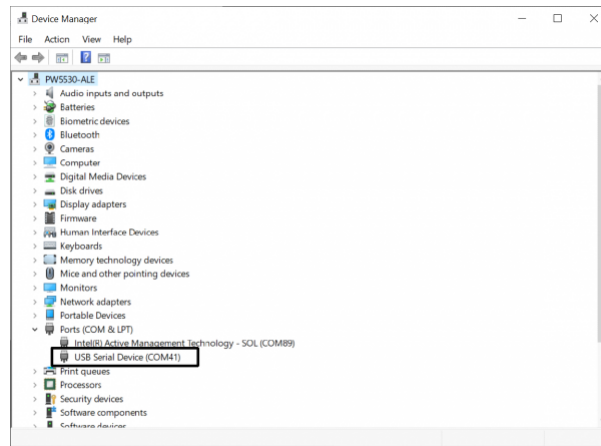 Device Manager
File Action View Help
PW5530-ALE
Audio inputs and outputs
Batteries
Biometric devices
Bluetooth
Cameras
Computer
Digital Media Devices
Disk drives
Display adapters
Firmware
Human Interface Devices
Keyboards
Memory technology devices
Mice and other pointing devices
Monitors
Network adapters
Portable Devices
Ports (COM & LPT)
Intel(R) Active Management Technology - SOL (COM89)
USB Serial Device (COM41)
Print queues
Processors
Security devices
Software components
Software devices